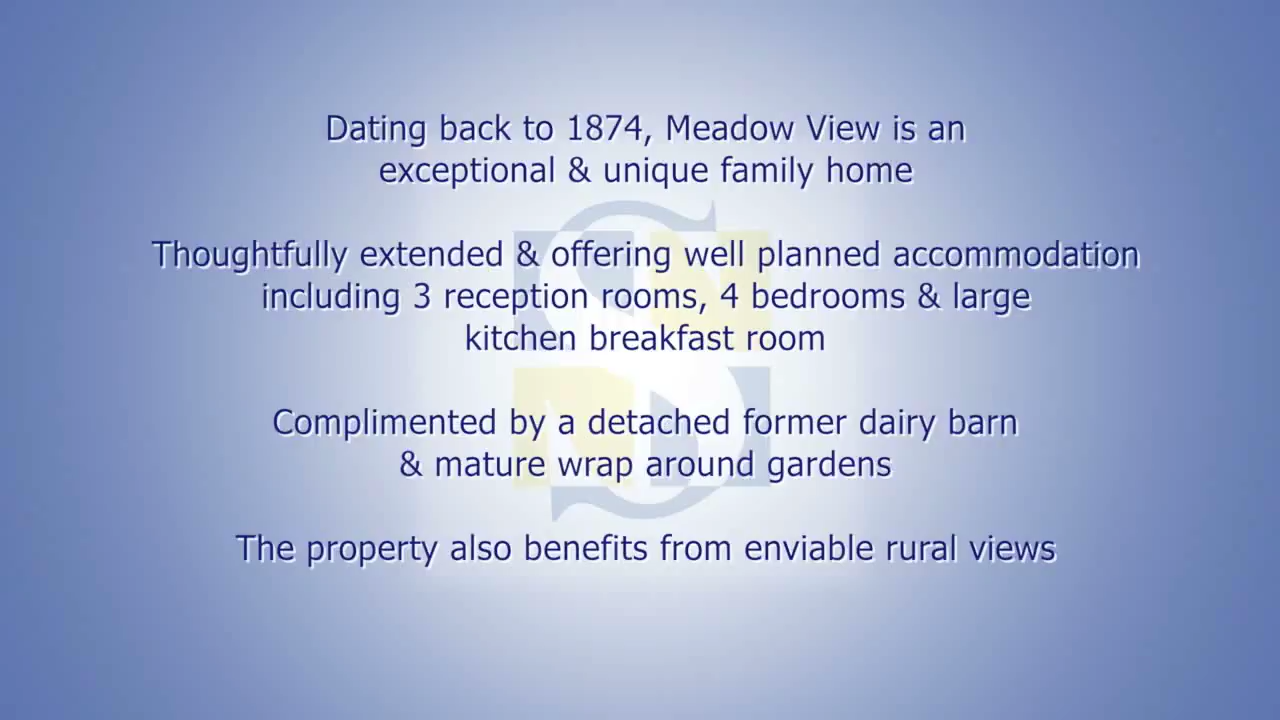 Dating back to 1874, Meadow View is an
exceptional & unique family home
Thoughtfully extended & offering well planned accommodation
including 3 reception rooms, 4 bedrooms & large
kitchen breakfast room
Complimented by a detached former dairy barn
& mature wrap around gardens
The property also benefits from enviable rural views